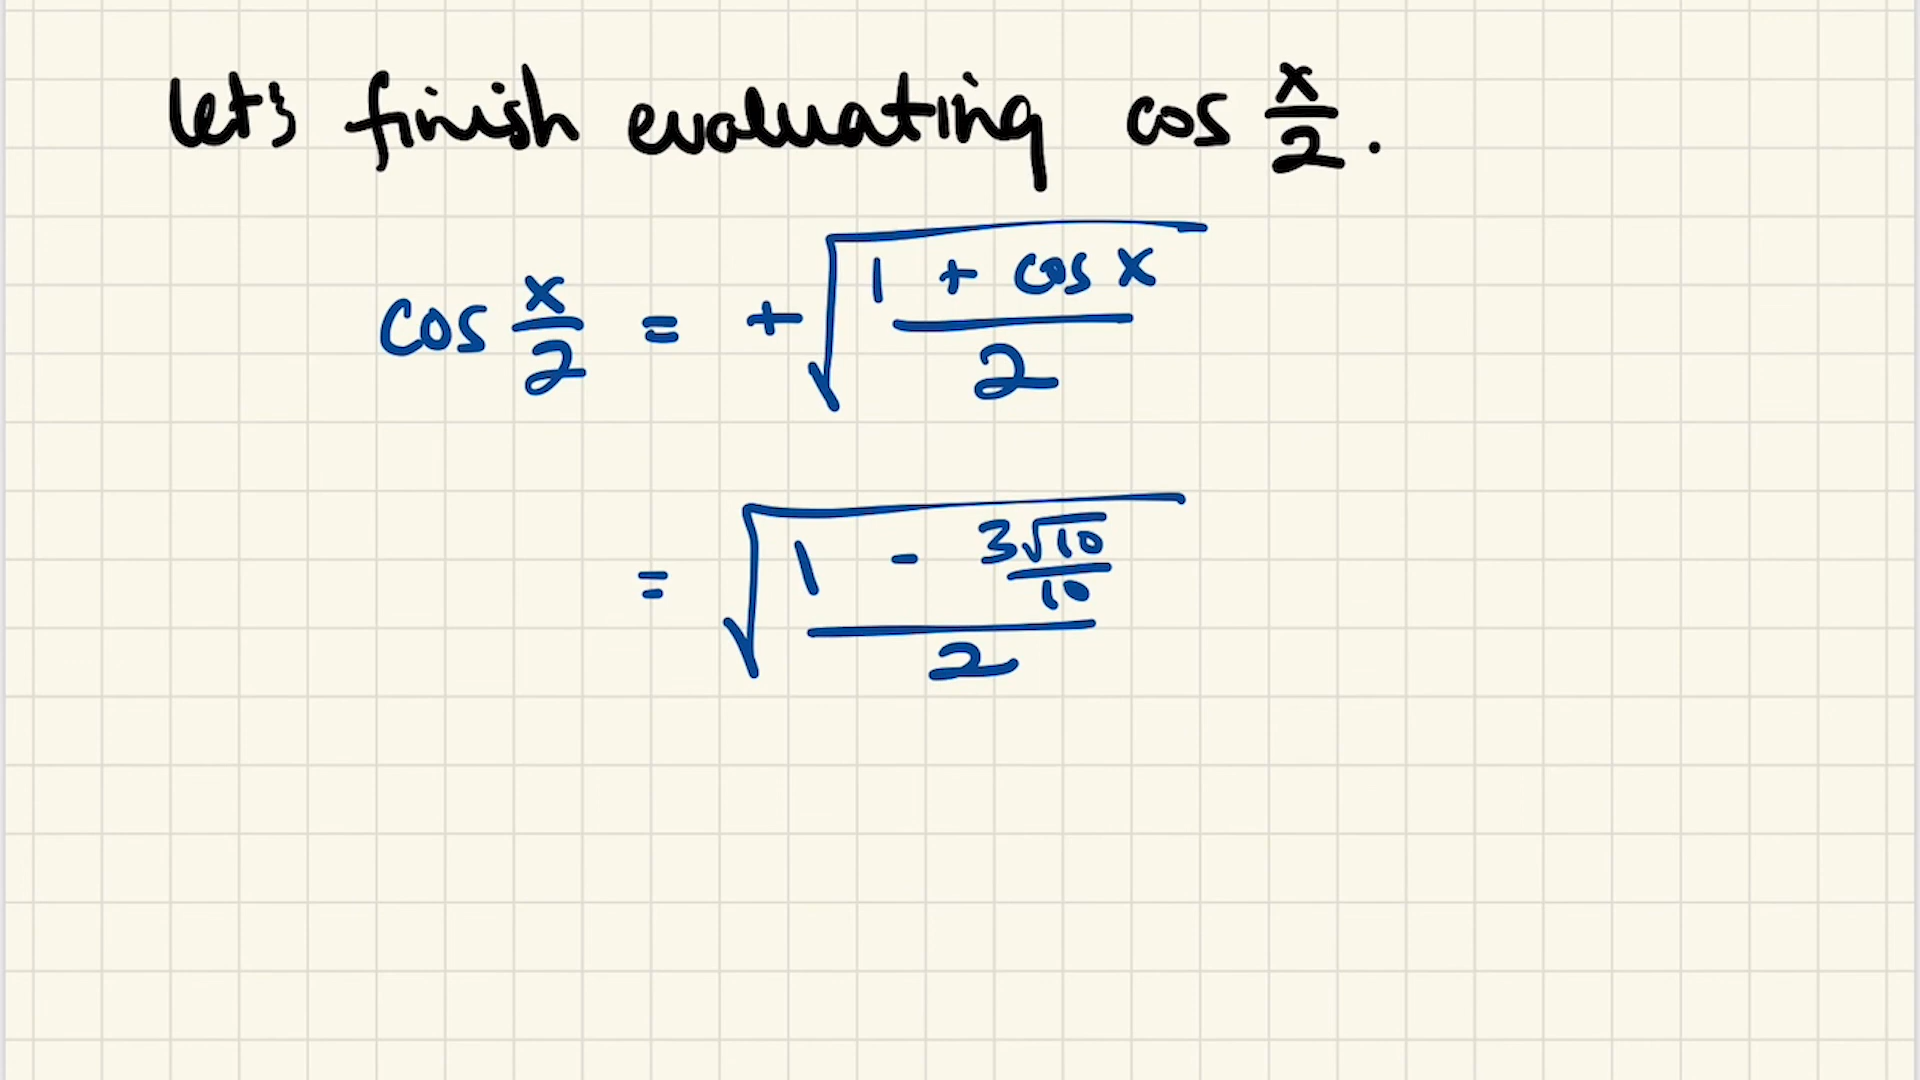 let's finish evaluating cos x/2.
cos x/2 = +√((1 + cos x)/2)
= √((1 - 3√10/10)/2)